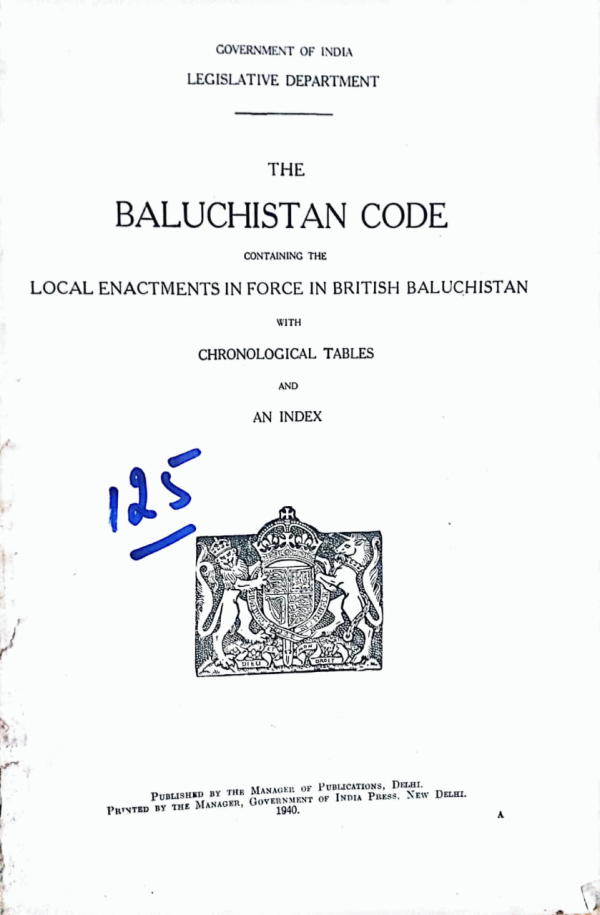 GOVERNMENT OF INDIA
LEGISLATIVE DEPARTMENT
THE
BALUCHISTAN CODE
CONTAINING THE
LOCAL ENACTMENTS IN FORCE IN BRITISH BALUCHISTAN
WITH
CHRONOLOGICAL TABLES
AND
AN INDEX
125
DIEU ET MON DROIT
PUBLISHED BY THE MANAGER OF PUBLICATIONS, DELHI.
PRINTED BY THE MANAGER, GOVERNMENT OF INDIA PRESS, NEW DELHI.
1940.
A